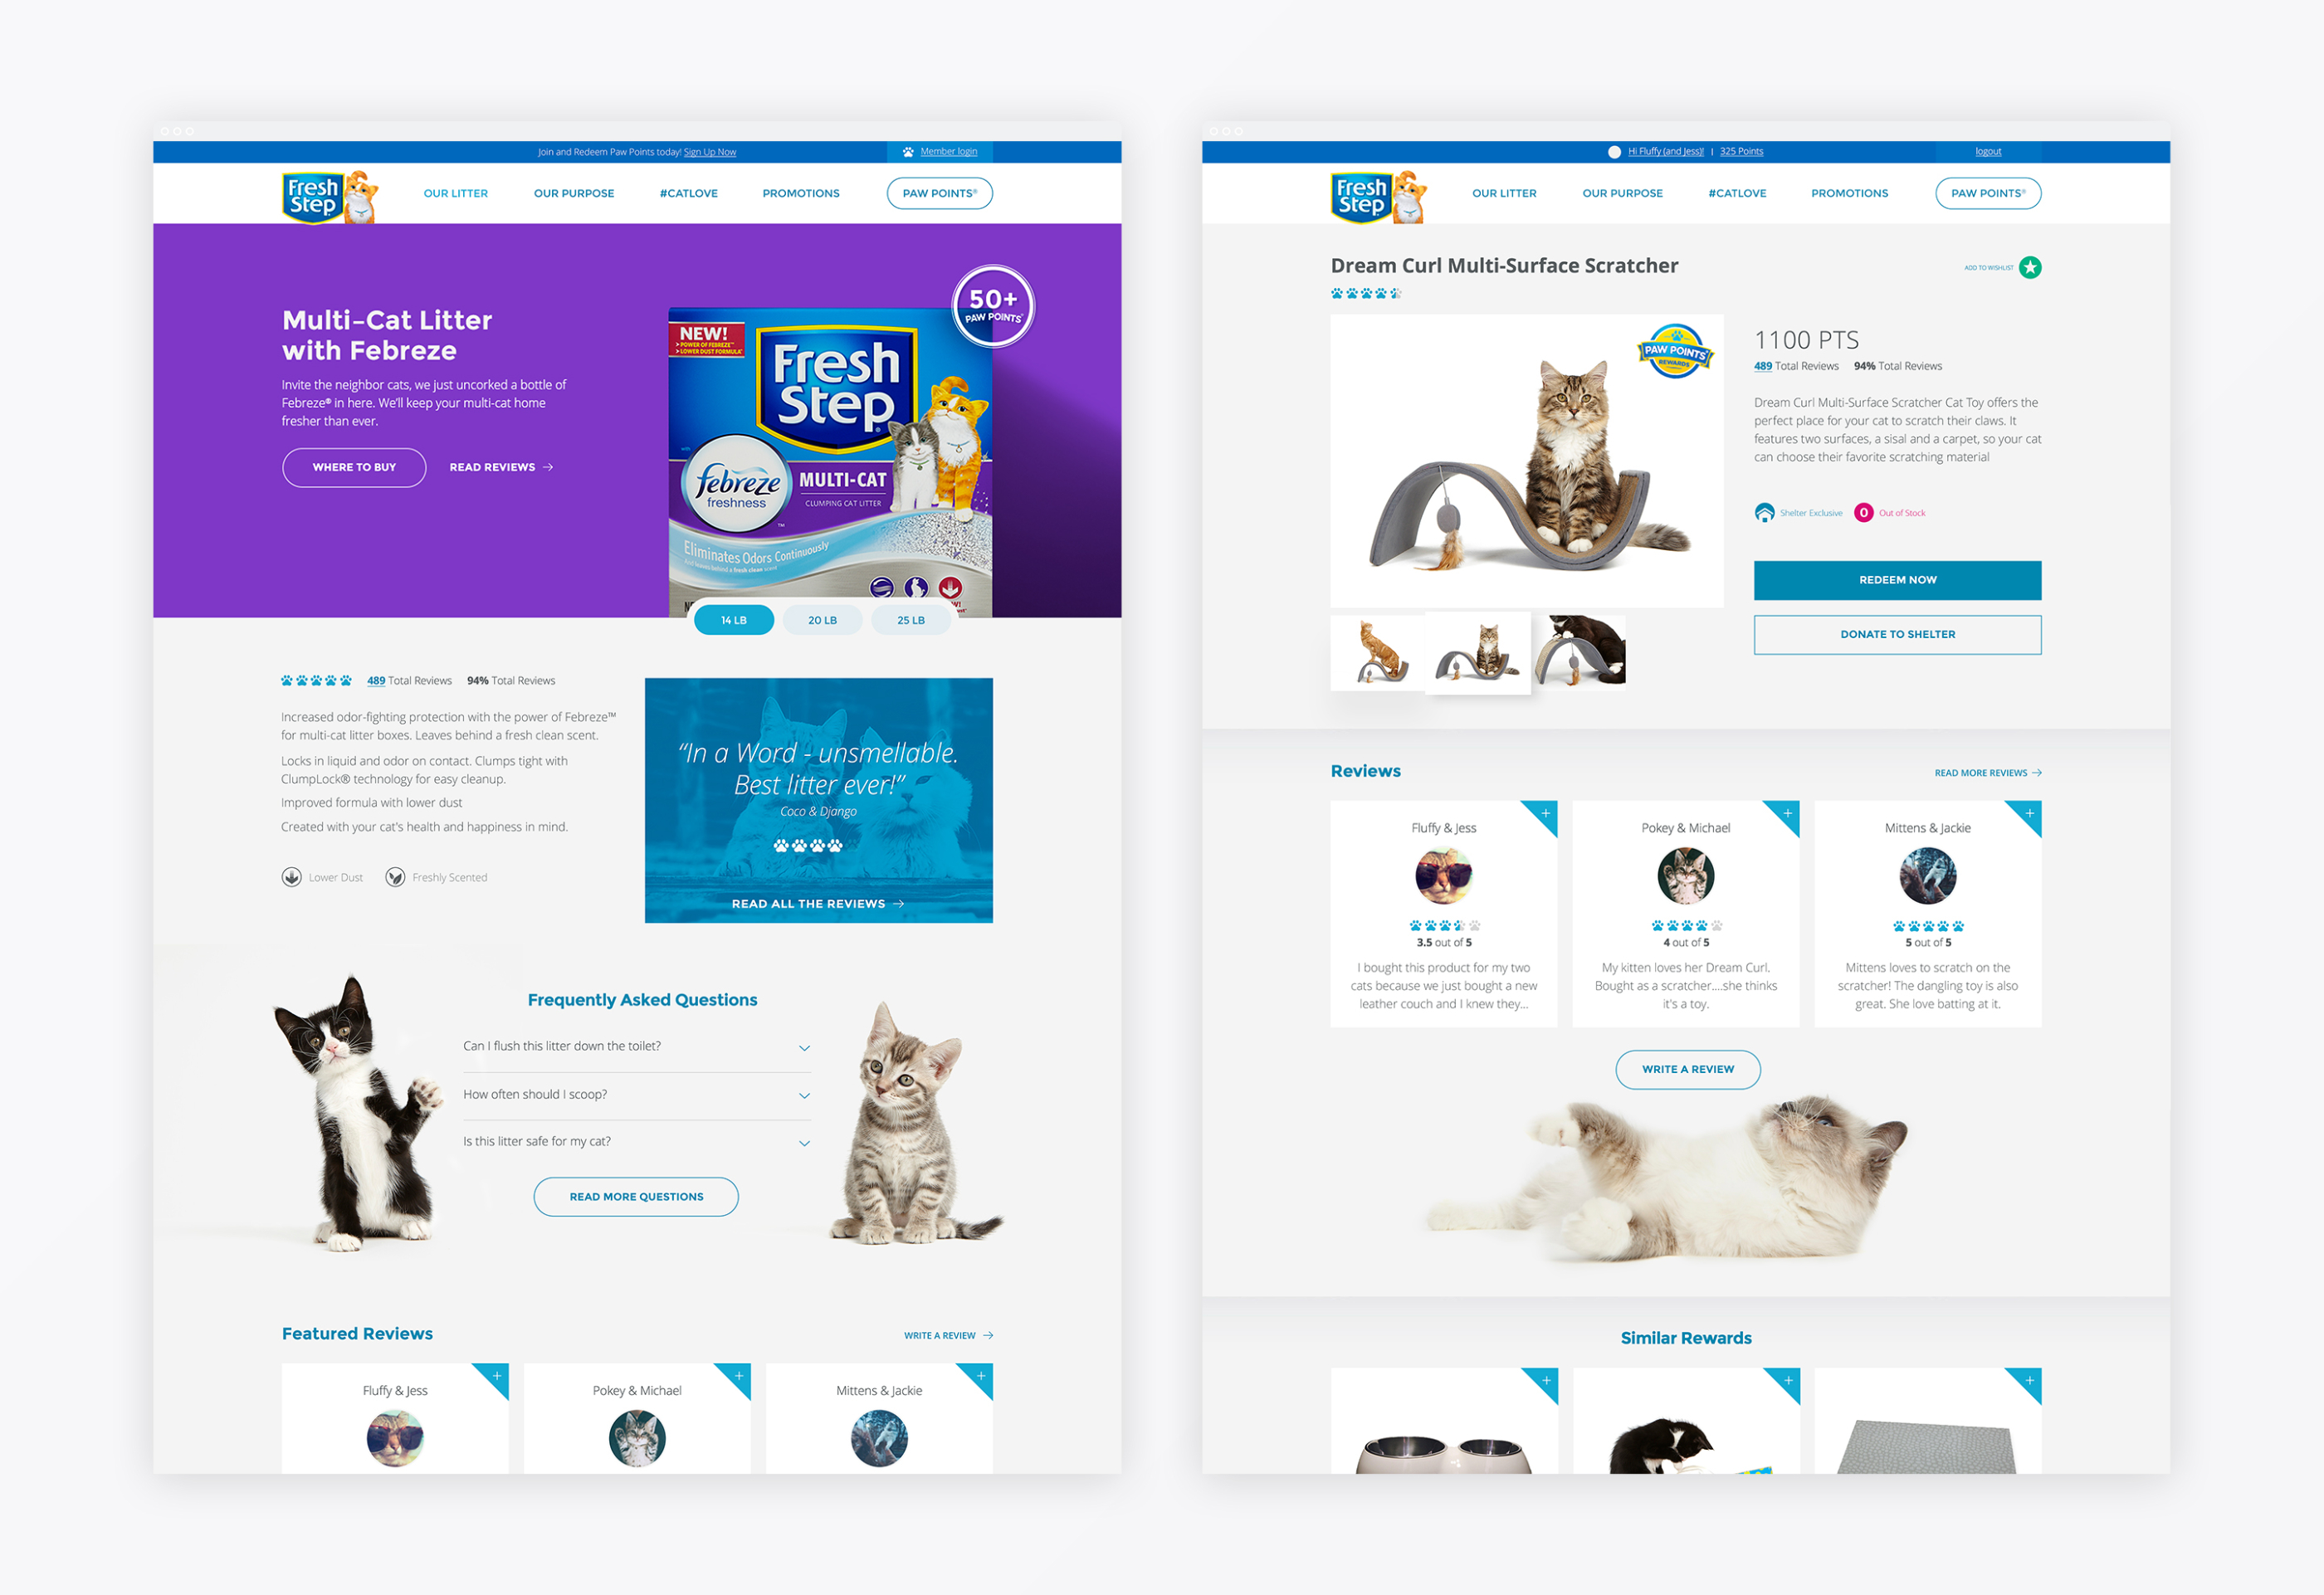 Join and Redeem Paw Points today! Sign Up Now
Member login
Fresh Step
OUR LITTER
OUR PURPOSE
#CATLOVE
PROMOTIONS
PAW POINTS®
Multi-Cat Litter
with Febreze
Invite the neighbor cats, we just uncorked a bottle of
Febreze® in here. We'll keep your multi-cat home
fresher than ever.
WHERE TO BUY
READ REVIEWS
50+
PAW POINTS®
NEW!
POWER OF FEBREZE™
LOWER DUST FORMULA*
Fresh
Step
with
febreze
freshness
™
MULTI-CAT
CLUMPING CAT LITTER
Eliminates Odors Continuously
and leaves behind a fresh clean scent
14 LB
20 LB
25 LB
489 Total Reviews
94% Total Reviews
Increased odor-fighting protection with the power of Febreze™
for multi-cat litter boxes. Leaves behind a fresh clean scent.
Locks in liquid and odor on contact. Clumps tight with
ClumpLock® technology for easy cleanup.
Improved formula with lower dust
Created with your cat's health and happiness in mind.
Lower Dust
Freshly Scented
“In a Word - unsmellable.
Best litter ever!”
Coco & Django
READ ALL THE REVIEWS
Frequently Asked Questions
Can I flush this litter down the toilet?
How often should I scoop?
Is this litter safe for my cat?
READ MORE QUESTIONS
Featured Reviews
WRITE A REVIEW
Fluffy & Jess
Pokey & Michael
Mittens & Jackie
Hi Fluffy (and Jess)! | 325 Points
logout
Fresh Step
OUR LITTER
OUR PURPOSE
#CATLOVE
PROMOTIONS
PAW POINTS®
Dream Curl Multi-Surface Scratcher
ADD TO WISHLIST
PAW POINTS®
REWARDS
1100 PTS
489 Total Reviews
94% Total Reviews
Dream Curl Multi-Surface Scratcher Cat Toy offers the
perfect place for your cat to scratch their claws. It
features two surfaces, a sisal and a carpet, so your cat
can choose their favorite scratching material
Shelter Exclusive
0 Out of Stock
REDEEM NOW
DONATE TO SHELTER
Reviews
READ MORE REVIEWS
Fluffy & Jess
3.5 out of 5
I bought this product for my two
cats because we just bought a new
leather couch and I knew they...
Pokey & Michael
4 out of 5
My kitten loves her Dream Curl.
Bought as a scratcher....she thinks
it's a toy.
Mittens & Jackie
5 out of 5
Mittens loves to scratch on the
scratcher! The dangling toy is also
great. She love batting at it.
WRITE A REVIEW
Similar Rewards